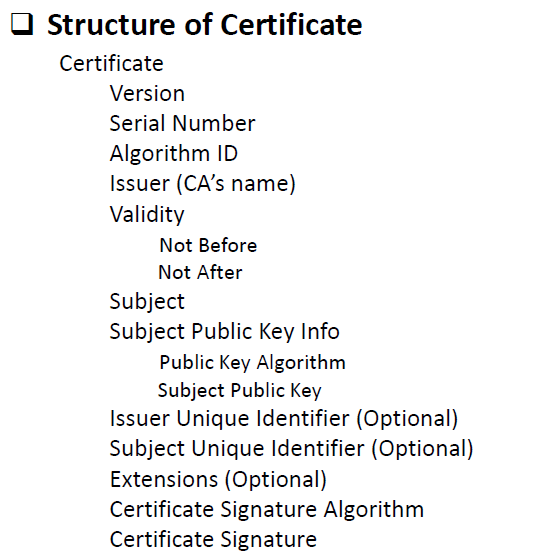 ❑ Structure of Certificate
Certificate
Version
Serial Number
Algorithm ID
Issuer (CA’s name)
Validity
Not Before
Not After
Subject
Subject Public Key Info
Public Key Algorithm
Subject Public Key
Issuer Unique Identifier (Optional)
Subject Unique Identifier (Optional)
Extensions (Optional)
Certificate Signature Algorithm
Certificate Signature